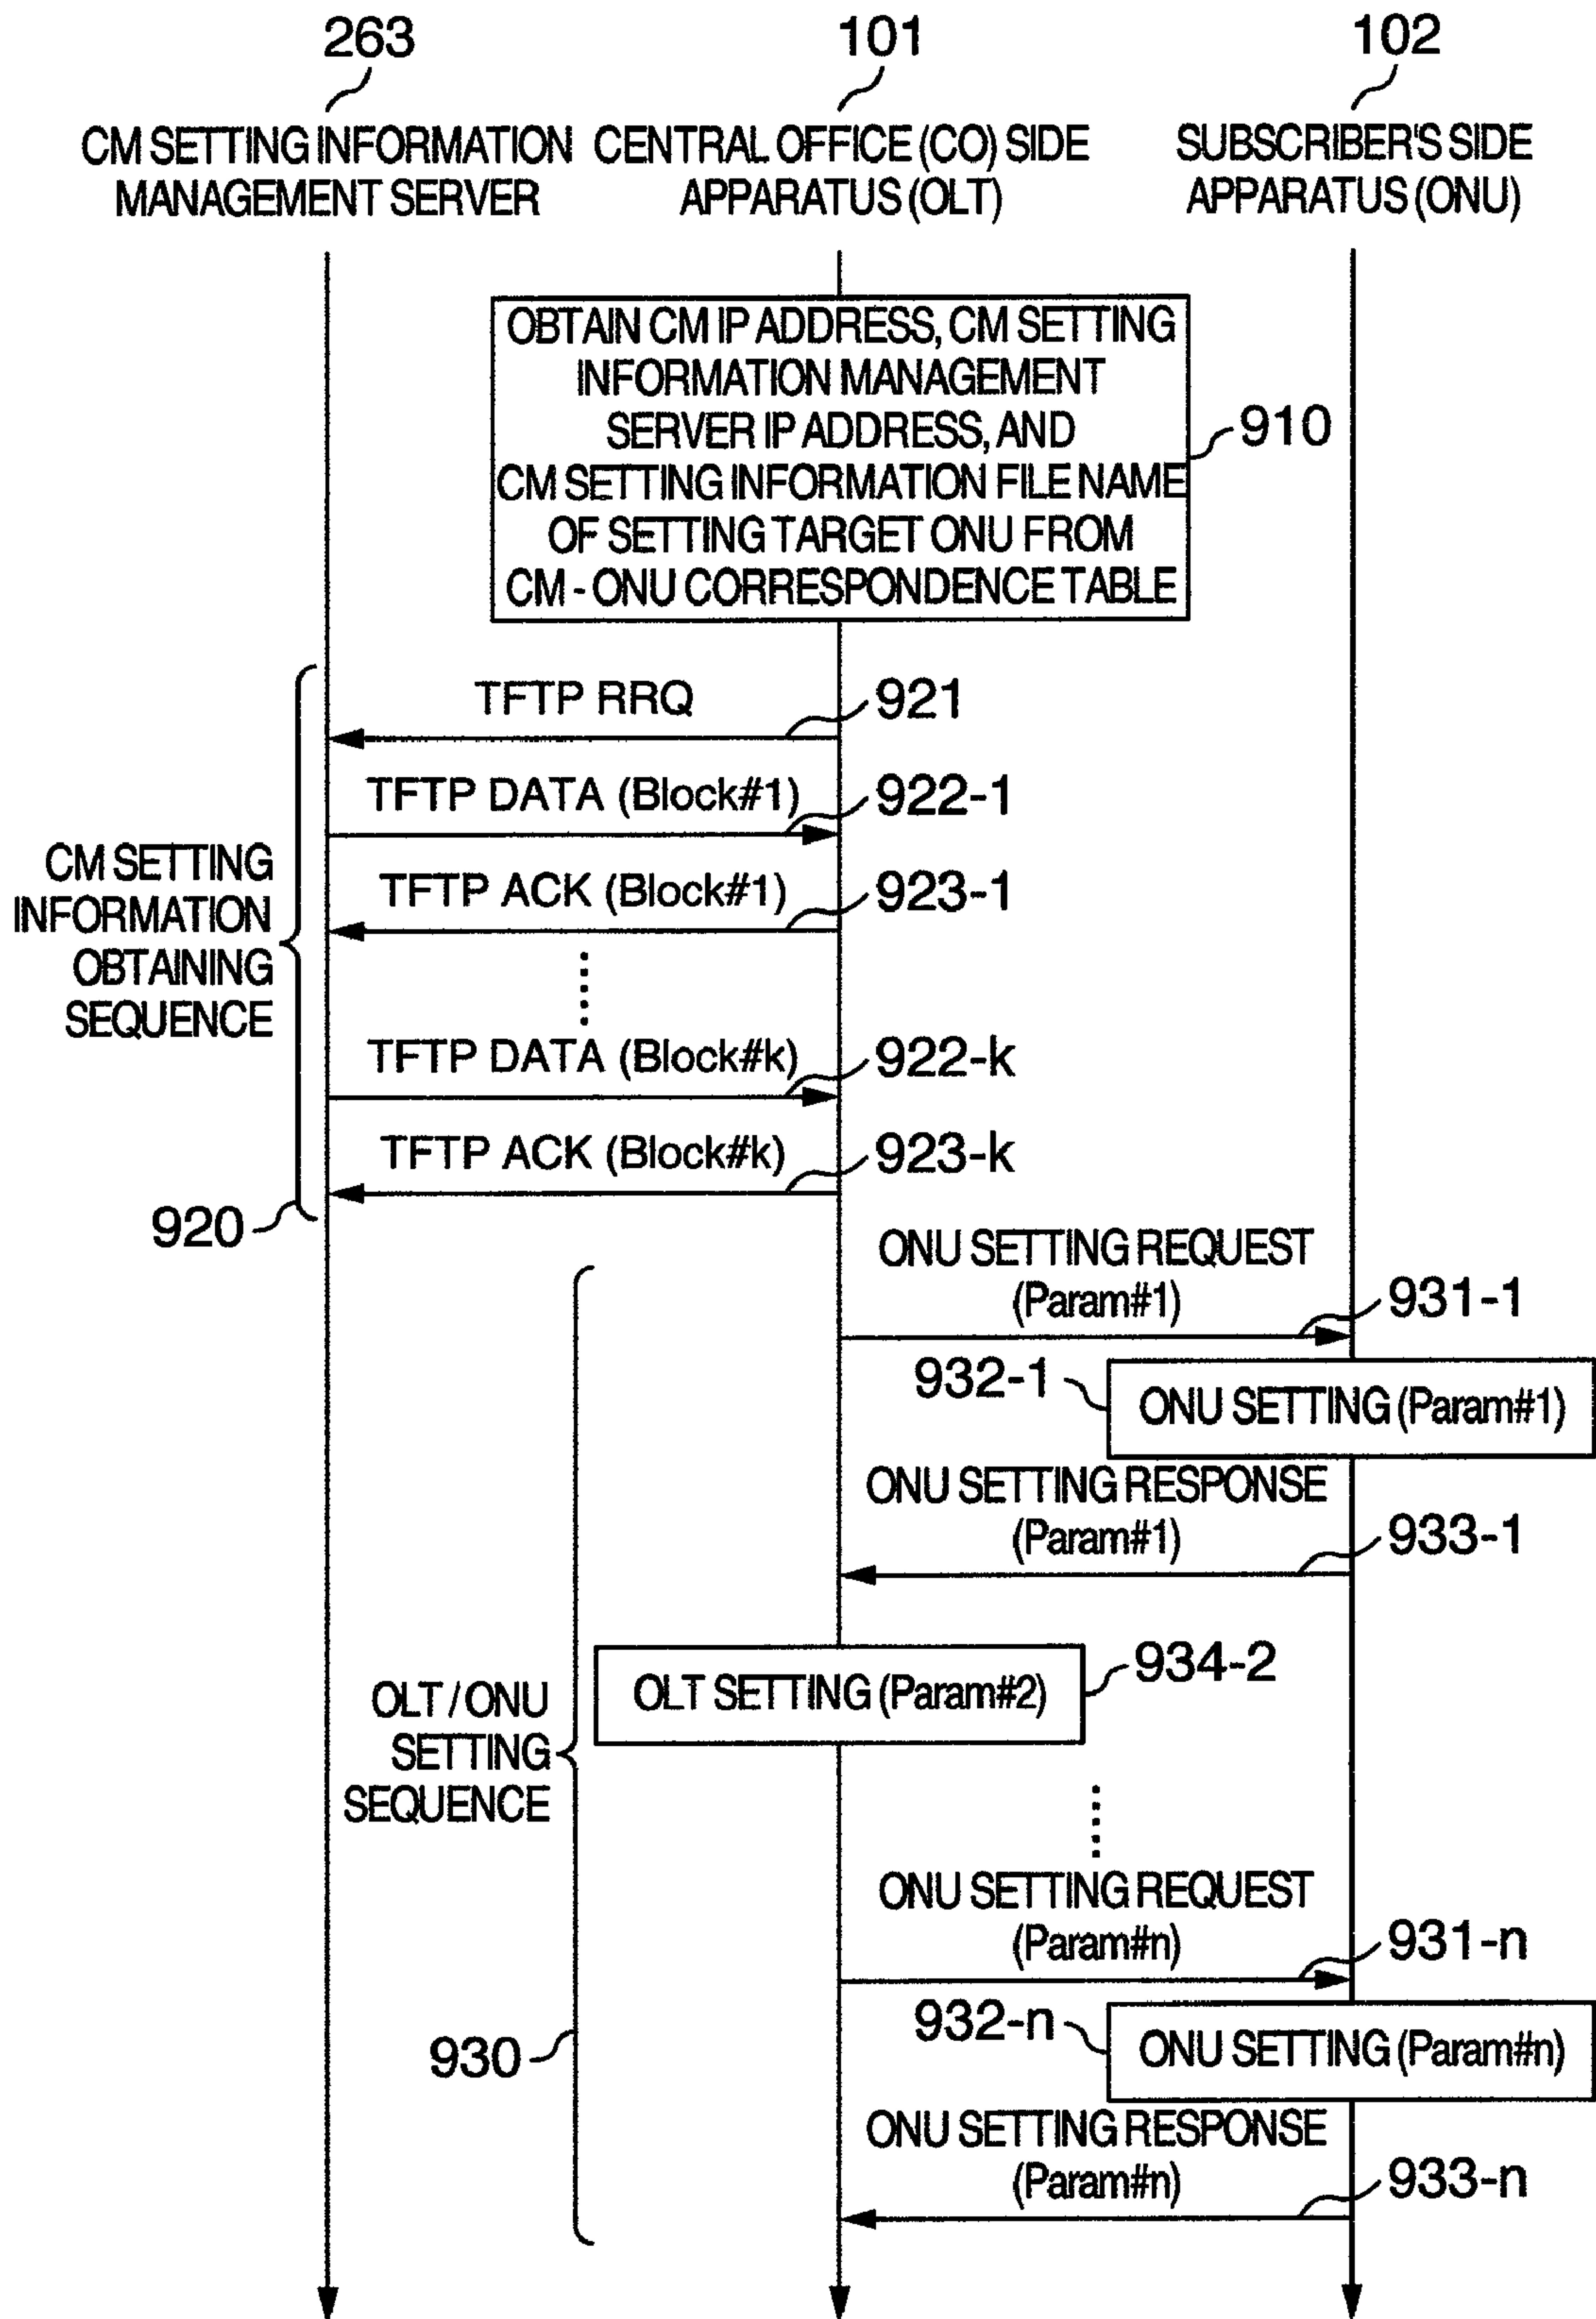 263
101
102
CM SETTING INFORMATION
MANAGEMENT SERVER
CENTRAL OFFICE (CO) SIDE
APPARATUS (OLT)
SUBSCRIBER'S SIDE
APPARATUS (ONU)
OBTAIN CM IP ADDRESS, CM SETTING
INFORMATION MANAGEMENT
SERVER IP ADDRESS, AND
CM SETTING INFORMATION FILE NAME
OF SETTING TARGET ONU FROM
CM - ONU CORRESPONDENCE TABLE
910
TFTP RRQ
921
TFTP DATA (Block#1)
922-1
TFTP ACK (Block#1)
923-1
CM SETTING
INFORMATION
OBTAINING
SEQUENCE
TFTP DATA (Block#k)
922-k
TFTP ACK (Block#k)
923-k
920
ONU SETTING REQUEST
(Param#1)
931-1
932-1
ONU SETTING (Param#1)
ONU SETTING RESPONSE
(Param#1)
933-1
OLT SETTING (Param#2)
934-2
OLT / ONU
SETTING
SEQUENCE
ONU SETTING REQUEST
(Param#n)
931-n
932-n
ONU SETTING (Param#n)
930
ONU SETTING RESPONSE
(Param#n)
933-n